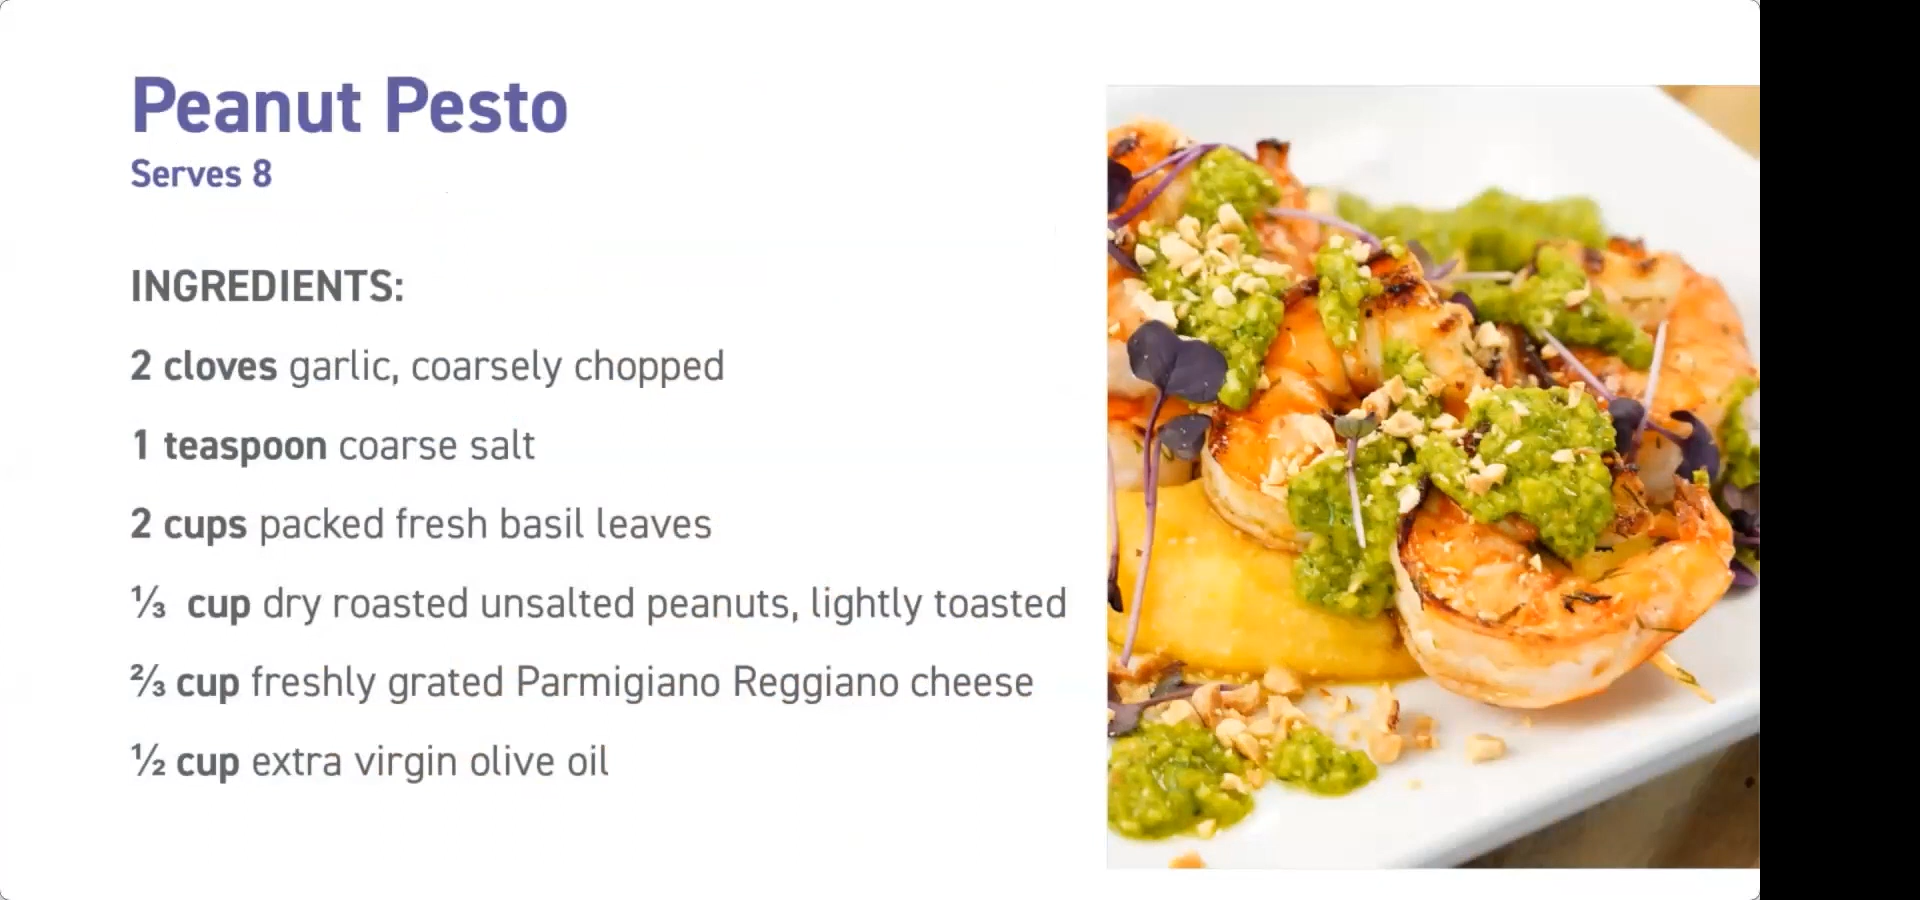 Peanut Pesto
Serves 8
INGREDIENTS:
2 cloves garlic, coarsely chopped
1 teaspoon coarse salt
2 cups packed fresh basil leaves
⅓ cup dry roasted unsalted peanuts, lightly toasted
⅔ cup freshly grated Parmigiano Reggiano cheese
½ cup extra virgin olive oil